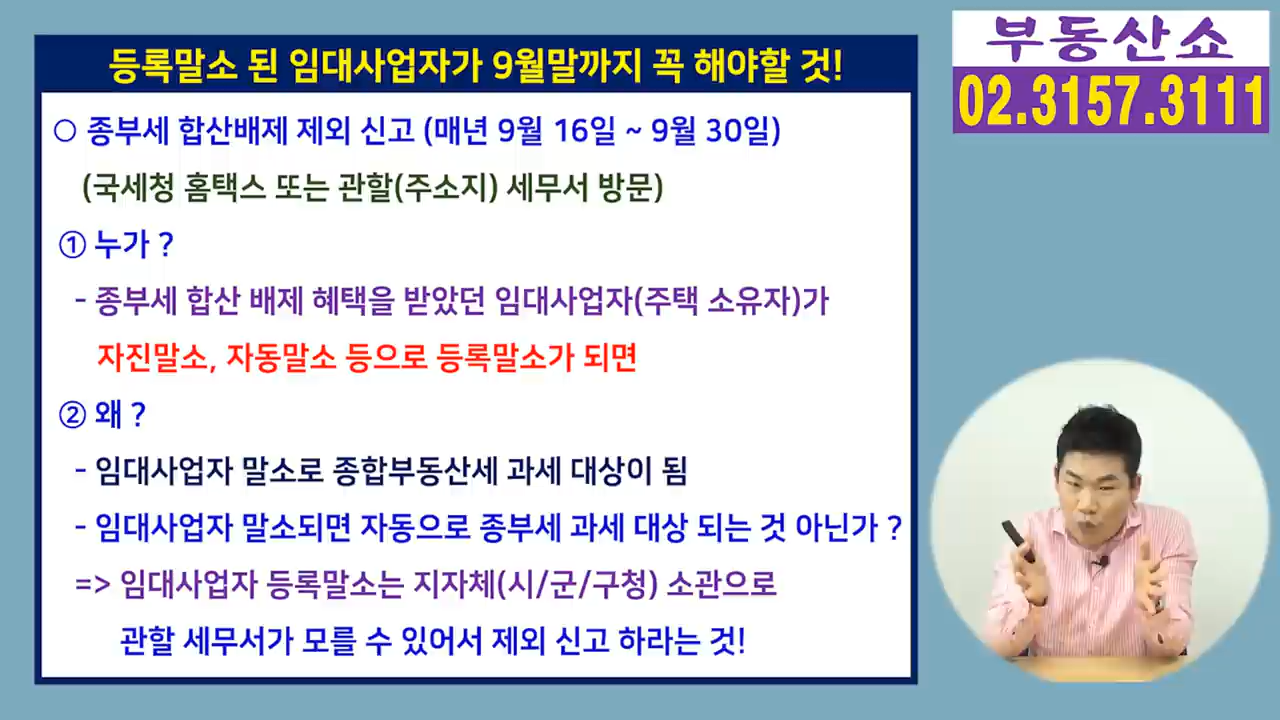 등록말소 된 임대사업자가 9월말까지 꼭 해야할 것!
○ 종부세 합산배제 제외 신고 (매년 9월 16일 ~ 9월 30일)
(국세청 홈택스 또는 관할(주소지) 세무서 방문)
① 누가 ?
- 종부세 합산 배제 혜택을 받았던 임대사업자(주택 소유자)가
자진말소, 자동말소 등으로 등록말소가 되면
② 왜 ?
- 임대사업자 말소로 종합부동산세 과세 대상이 됨
- 임대사업자 말소되면 자동으로 종부세 과세 대상 되는 것 아닌가 ?
=> 임대사업자 등록말소는 지자체(시/군/구청) 소관으로
관할 세무서가 모를 수 있어서 제외 신고 하라는 것!
부동산쇼
02.3157.3111